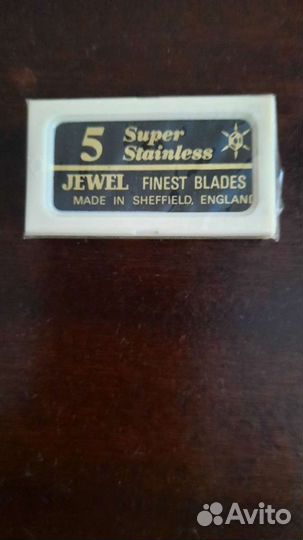 5 Super
Stainless
JEWEL FINEST BLADES
MADE IN SHEFFIELD, ENGLAND
Avito